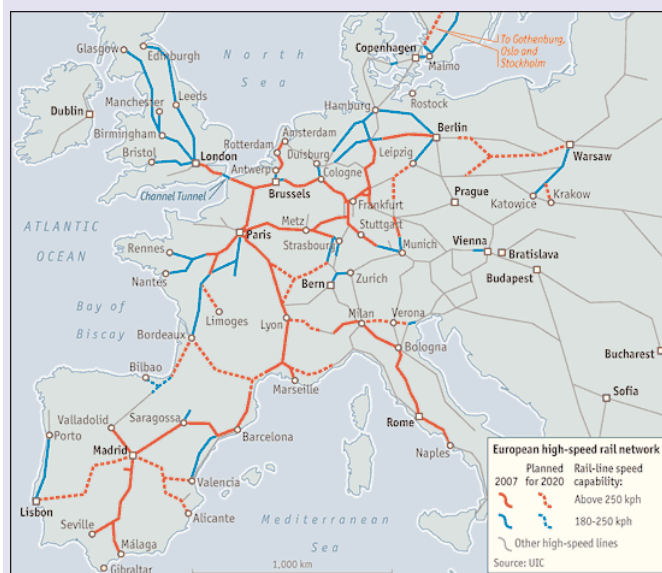 To Gothenburg,
Oslo and
Stockholm
Copenhagen
Malmo
Glasgow
Edinburgh
North
Sea
Dublin
Manchester
Leeds
Hamburg
Rostock
Birmingham
Amsterdam
Rotterdam
Berlin
Bristol
London
Duisburg
Leipzig
Warsaw
Antwerp
Cologne
Channel Tunnel
Brussels
Frankfurt
Prague
Katowice
Krakow
ATLANTIC
OCEAN
Metz
Paris
Stuttgart
Strasbourg
Munich
Vienna
Bratislava
Rennes
Nantes
Zurich
Bern
Budapest
Bay of
Biscay
Limoges
Lyon
Milan
Verona
Bordeaux
Bologna
Bucharest
Bilbao
Marseille
Sofia
Valladolid
Saragossa
Porto
Barcelona
Rome
Madrid
Naples
Valencia
Lisbon
Alicante
Mediterranean
Sea
Seville
Málaga
Gibraltar
1,000 km
European high-speed rail network
2007 Planned for 2020 Rail-line speed capability:
Above 250 kph
180-250 kph
Other high-speed lines
Source: UIC